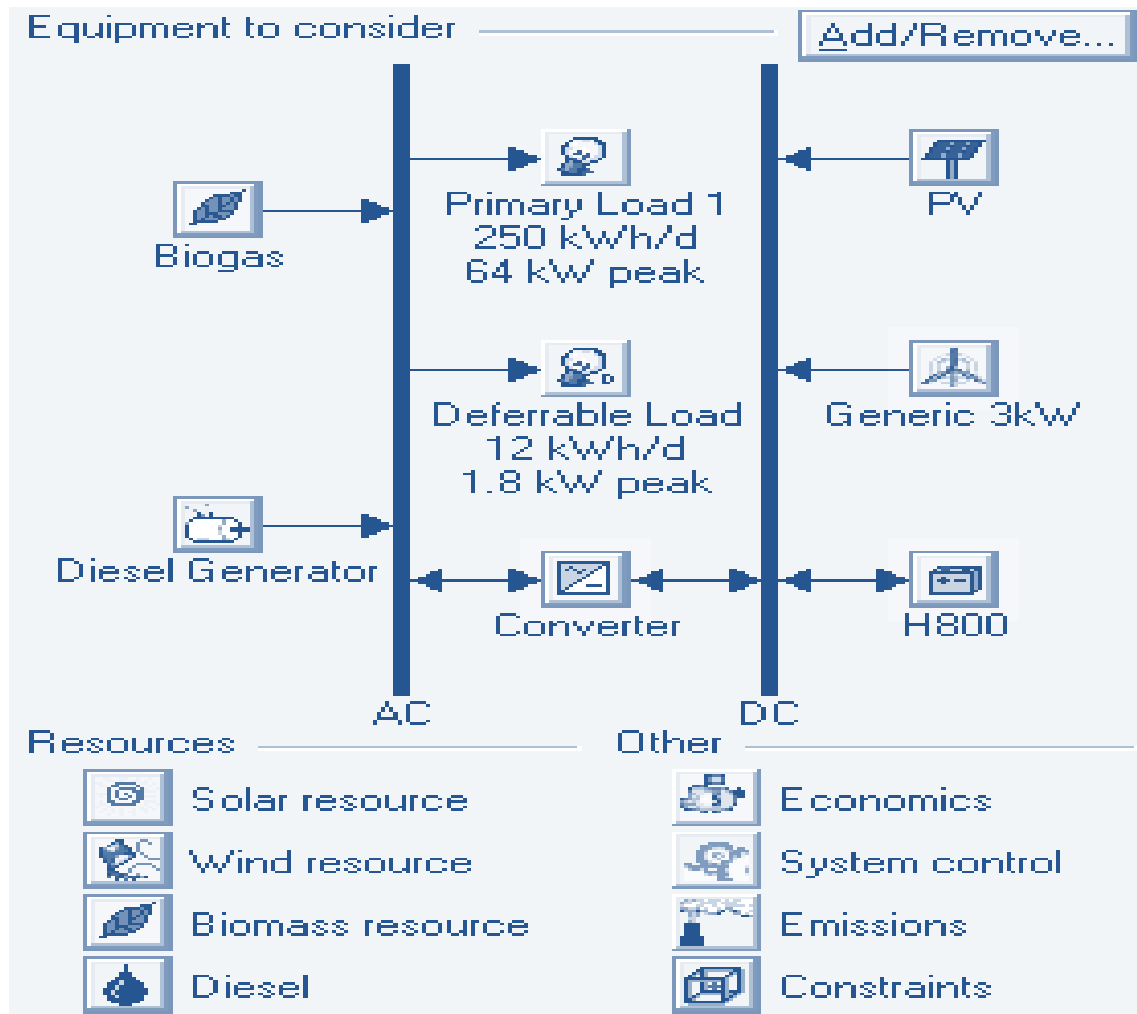 Equipment to consider
Add/Remove...
Biogas
Primary Load 1
250 kWh/d
64 kW peak
PV
Deferrable Load
12 kWh/d
1.8 kW peak
Generic 3kW
Diesel Generator
Converter
H800
AC
DC
Resources
Other
Solar resource
Economics
Wind resource
System control
Biomass resource
Emissions
Diesel
Constraints